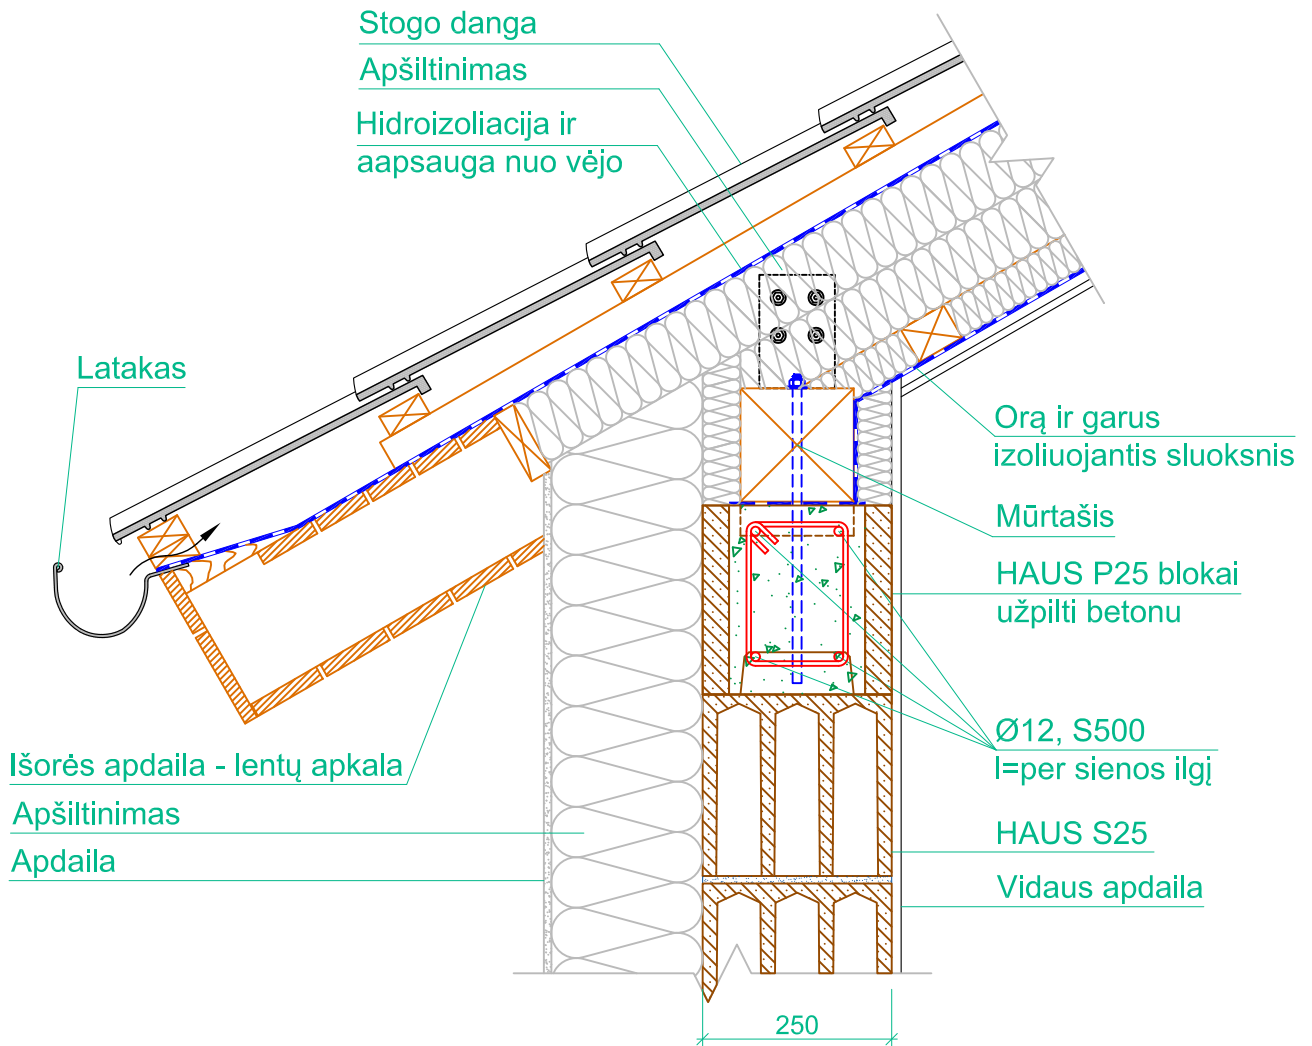 Stogo danga
Apšiltinimas
Hidroizoliacija ir
aapsauga nuo vėjo
Latakas
Orą ir garus
izoliuojantis sluoksnis
Mūrtašis
HAUS P25 blokai
užpilti betonu
Ø12, S500
l=per sienos ilgį
HAUS S25
Vidaus apdaila
Išorės apdaila - lentų apkala
Apšiltinimas
Apdaila
250